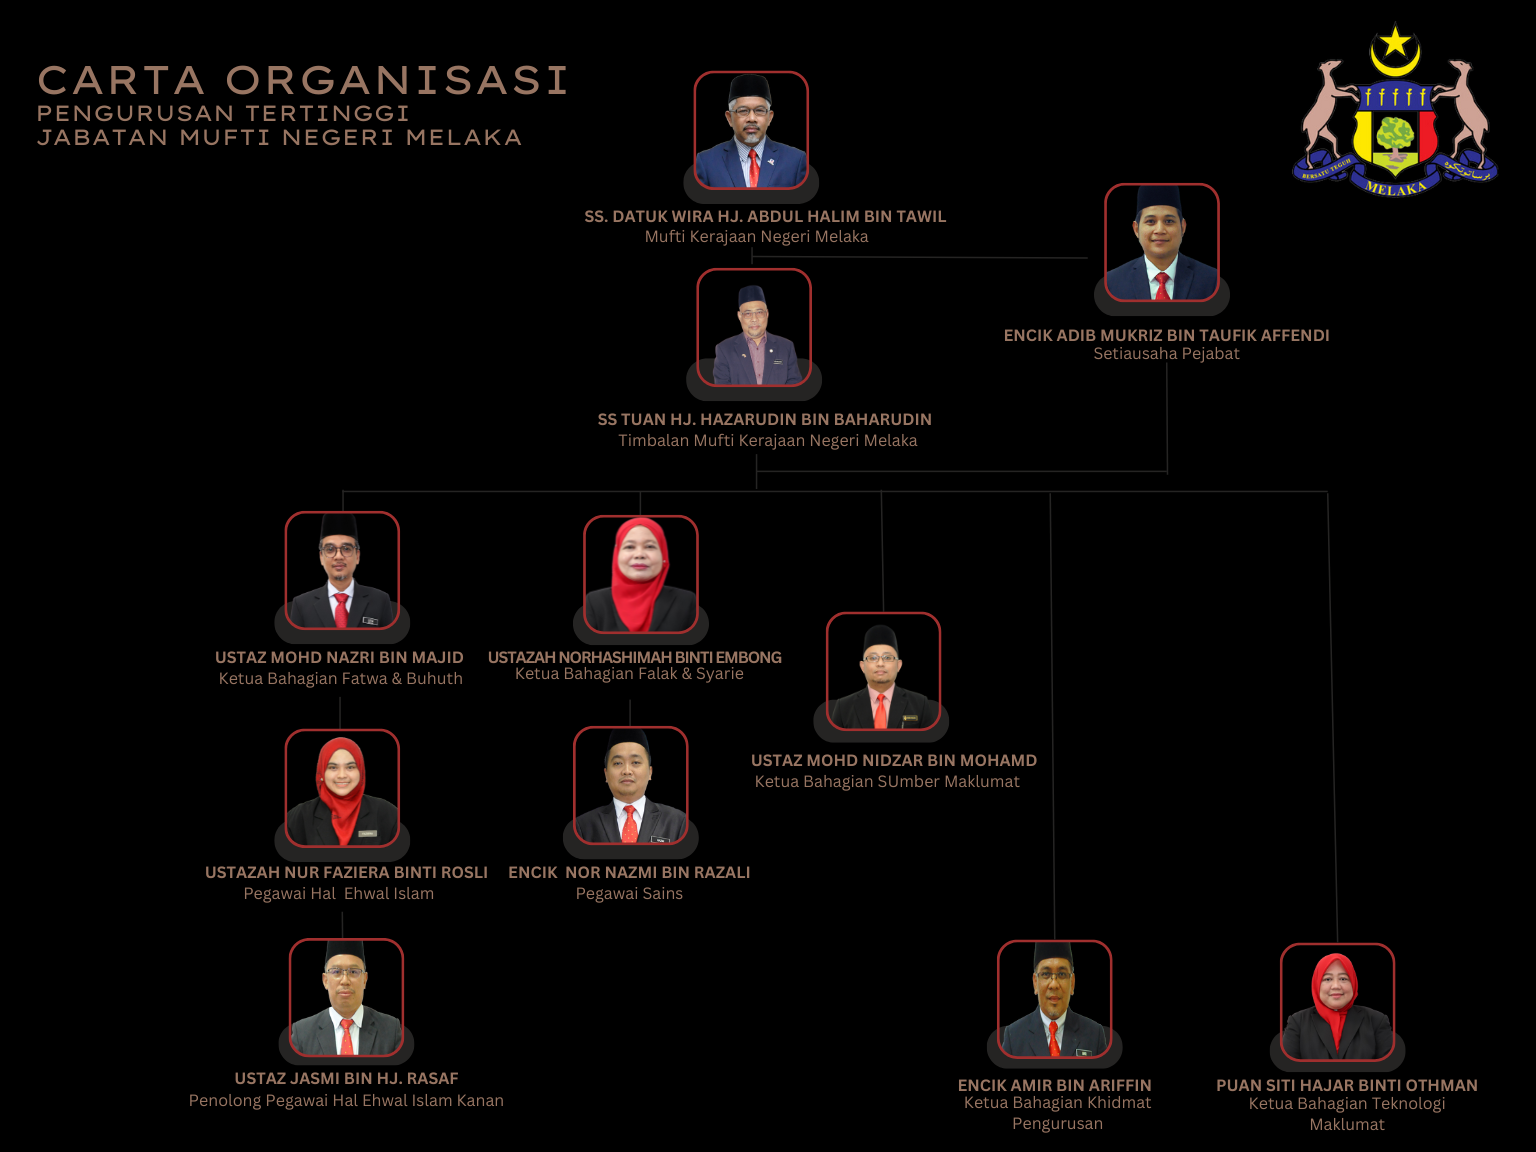 CARTA ORGANISASI
PENGURUSAN TERTINGGI
JABATAN MUFTI NEGERI MELAKA
BERSATU TEGUH
MELAKA
برساتو تݢوه
SS. DATUK WIRA HJ. ABDUL HALIM BIN TAWIL
Mufti Kerajaan Negeri Melaka
ENCIK ADIB MUKRIZ BIN TAUFIK AFFENDI
Setiausaha Pejabat
SS TUAN HJ. HAZARUDIN BIN BAHARUDIN
Timbalan Mufti Kerajaan Negeri Melaka
USTAZ MOHD NAZRI BIN MAJID
Ketua Bahagian Fatwa & Buhuth
USTAZAH NORHASHIMAH BINTI EMBONG
Ketua Bahagian Falak & Syarie
USTAZ MOHD NIDZAR BIN MOHAMD
Ketua Bahagian SUmber Maklumat
USTAZAH NUR FAZIERA BINTI ROSLI
Pegawai Hal  Ehwal Islam
ENCIK  NOR NAZMI BIN RAZALI
Pegawai Sains
USTAZ JASMI BIN HJ. RASAF
Penolong Pegawai Hal Ehwal Islam Kanan
ENCIK AMIR BIN ARIFFIN
Ketua Bahagian Khidmat
Pengurusan
PUAN SITI HAJAR BINTI OTHMAN
Ketua Bahagian Teknologi
Maklumat